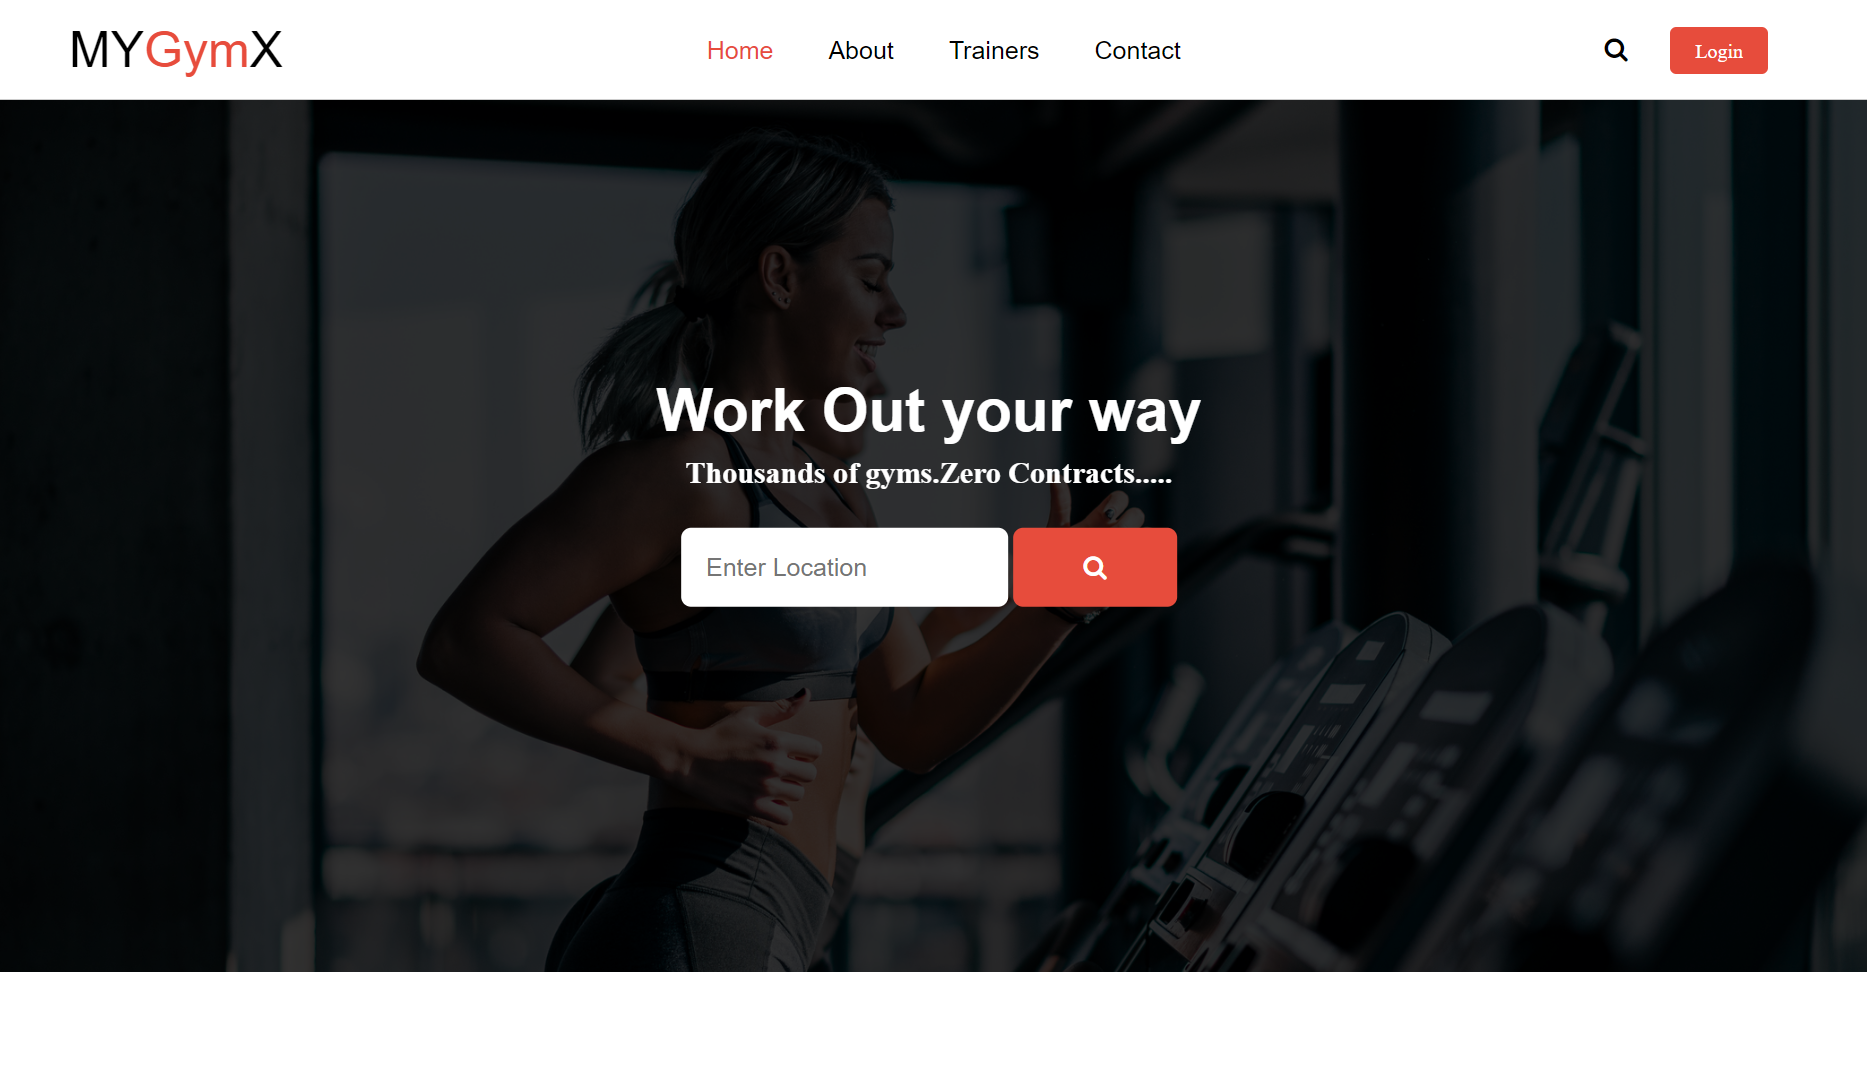 MYGymX
Home About Trainers Contact
Login
Work Out your way
Thousands of gyms.Zero Contracts.....
Enter Location